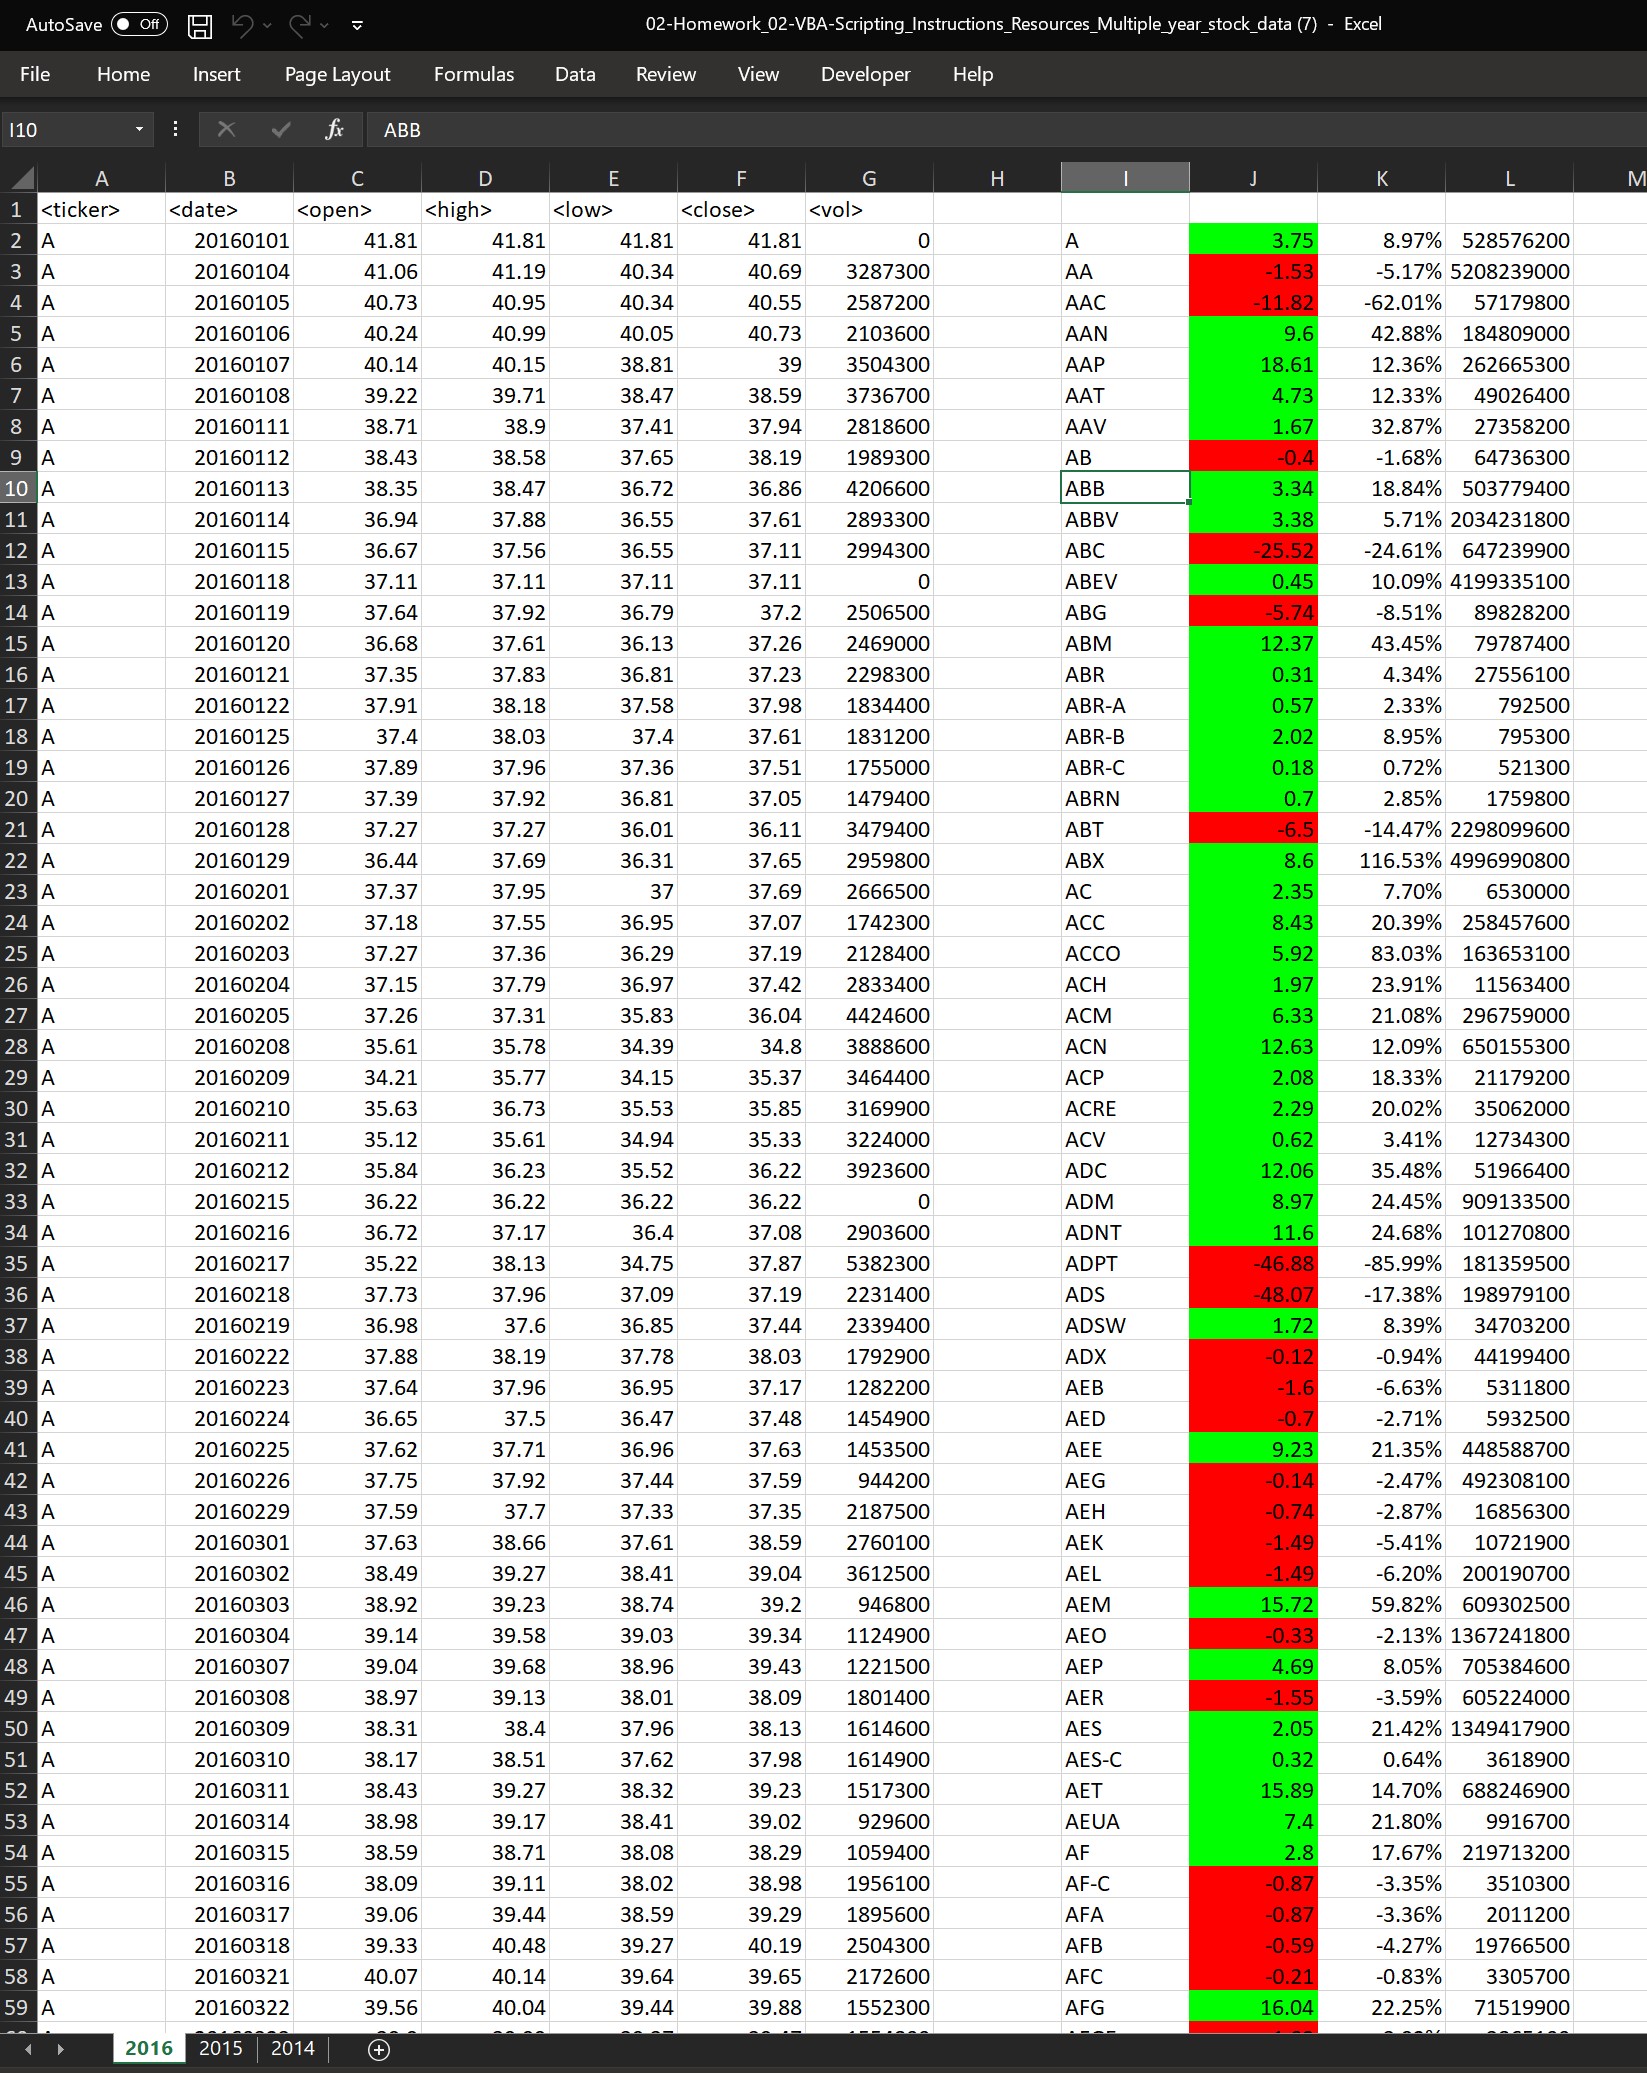 AutoSave Off 02-Homework_02-VBA-Scripting_Instructions_Resources_Multiple_year_stock_data (7) - Excel
File Home Insert Page Layout Formulas Data Review View Developer Help
I10 fx ABB
A B C D E F G H I J K L M
1 <ticker> <date> <open> <high> <low> <close> <vol>
2 A 20160101 41.81 41.81 41.81 41.81 0 A 3.75 8.97% 528576200
3 A 20160104 41.06 41.19 40.34 40.69 3287300 AA -1.53 -5.17% 5208239000
4 A 20160105 40.73 40.95 40.34 40.55 2587200 AAC -11.82 -62.01% 57179800
5 A 20160106 40.24 40.99 40.05 40.73 2103600 AAN 9.6 42.88% 184809000
6 A 20160107 40.14 40.15 38.81 39 3504300 AAP 18.61 12.36% 262665300
7 A 20160108 39.22 39.71 38.47 38.59 3736700 AAT 4.73 12.33% 49026400
8 A 20160111 38.71 38.9 37.41 37.94 2818600 AAV 1.67 32.87% 27358200
9 A 20160112 38.43 38.58 37.65 38.19 1989300 AB -0.4 -1.68% 64736300
10 A 20160113 38.35 38.47 36.72 36.86 4206600 ABB 3.34 18.84% 503779400
11 A 20160114 36.94 37.88 36.55 37.61 2893300 ABBV 3.38 5.71% 2034231800
12 A 20160115 36.67 37.56 36.55 37.11 2994300 ABC -25.52 -24.61% 647239900
13 A 20160118 37.11 37.11 37.11 37.11 0 ABEV 0.45 10.09% 4199335100
14 A 20160119 37.64 37.92 36.79 37.2 2506500 ABG -5.74 -8.51% 89828200
15 A 20160120 36.68 37.61 36.13 37.26 2469000 ABM 12.37 43.45% 79787400
16 A 20160121 37.35 37.83 36.81 37.23 2298300 ABR 0.31 4.34% 27556100
17 A 20160122 37.91 38.18 37.58 37.98 1834400 ABR-A 0.57 2.33% 792500
18 A 20160125 37.4 38.03 37.4 37.61 1831200 ABR-B 2.02 8.95% 795300
19 A 20160126 37.89 37.96 37.36 37.51 1755000 ABR-C 0.18 0.72% 521300
20 A 20160127 37.39 37.92 36.81 37.05 1479400 ABRN 0.7 2.85% 1759800
21 A 20160128 37.27 37.27 36.01 36.11 3479400 ABT -6.5 -14.47% 2298099600
22 A 20160129 36.44 37.69 36.31 37.65 2959800 ABX 8.6 116.53% 4996990800
23 A 20160201 37.37 37.95 37 37.69 2666500 AC 2.35 7.70% 6530000
24 A 20160202 37.18 37.55 36.95 37.07 1742300 ACC 8.43 20.39% 258457600
25 A 20160203 37.27 37.36 36.29 37.19 2128400 ACCO 5.92 83.03% 163653100
26 A 20160204 37.15 37.79 36.97 37.42 2833400 ACH 1.97 23.91% 11563400
27 A 20160205 37.26 37.31 35.83 36.04 4424600 ACM 6.33 21.08% 296759000
28 A 20160208 35.61 35.78 34.39 34.8 3888600 ACN 12.63 12.09% 650155300
29 A 20160209 34.21 35.77 34.15 35.37 3464400 ACP 2.08 18.33% 21179200
30 A 20160210 35.63 36.73 35.53 35.85 3169900 ACRE 2.29 20.02% 35062000
31 A 20160211 35.12 35.61 34.94 35.33 3224000 ACV 0.62 3.41% 12734300
32 A 20160212 35.84 36.23 35.52 36.22 3923600 ADC 12.06 35.48% 51966400
33 A 20160215 36.22 36.22 36.22 36.22 0 ADM 8.97 24.45% 909133500
34 A 20160216 36.72 37.17 36.4 37.08 2903600 ADNT 11.6 24.68% 101270800
35 A 20160217 35.22 38.13 34.75 37.87 5382300 ADPT -46.88 -85.99% 181359500
36 A 20160218 37.73 37.96 37.09 37.19 2231400 ADS -48.07 -17.38% 198979100
37 A 20160219 36.98 37.6 36.85 37.44 2339400 ADSW 1.72 8.39% 34703200
38 A 20160222 37.88 38.19 37.78 38.03 1792900 ADX -0.12 -0.94% 44199400
39 A 20160223 37.64 37.96 36.95 37.17 1282200 AEB -1.6 -6.63% 5311800
40 A 20160224 36.65 37.5 36.47 37.48 1454900 AED -0.7 -2.71% 5932500
41 A 20160225 37.62 37.71 36.96 37.63 1453500 AEE 9.23 21.35% 448588700
42 A 20160226 37.75 37.92 37.44 37.59 944200 AEG -0.14 -2.47% 492308100
43 A 20160229 37.59 37.7 37.33 37.35 2187500 AEH -0.74 -2.87% 16856300
44 A 20160301 37.63 38.66 37.61 38.59 2760100 AEK -1.49 -5.41% 10721900
45 A 20160302 38.49 39.27 38.41 39.04 3612500 AEL -1.49 -6.20% 200190700
46 A 20160303 38.92 39.23 38.74 39.2 946800 AEM 15.72 59.82% 609302500
47 A 20160304 39.14 39.58 39.03 39.34 1124900 AEO -0.33 -2.13% 1367241800
48 A 20160307 39.04 39.68 38.96 39.43 1221500 AEP 4.69 8.05% 705384600
49 A 20160308 38.97 39.13 38.01 38.09 1801400 AER -1.55 -3.59% 605224000
50 A 20160309 38.31 38.4 37.96 38.13 1614600 AES 2.05 21.42% 1349417900
51 A 20160310 38.17 38.51 37.62 37.98 1614900 AES-C 0.32 0.64% 3618900
52 A 20160311 38.43 39.27 38.32 39.23 1517300 AET 15.89 14.70% 688246900
53 A 20160314 38.98 39.17 38.41 39.02 929600 AEUA 7.4 21.80% 9916700
54 A 20160315 38.59 38.71 38.08 38.29 1059400 AF 2.8 17.67% 219713200
55 A 20160316 38.09 39.11 38.02 38.98 1956100 AF-C -0.87 -3.35% 3510300
56 A 20160317 39.06 39.44 38.59 39.29 1895600 AFA -0.87 -3.36% 2011200
57 A 20160318 39.33 40.48 39.27 40.19 2504300 AFB -0.59 -4.27% 19766500
58 A 20160321 40.07 40.14 39.64 39.65 2172600 AFC -0.21 -0.83% 3305700
59 A 20160322 39.56 40.04 39.44 39.88 1552300 AFG 16.04 22.25% 71519900
2016 2015 2014